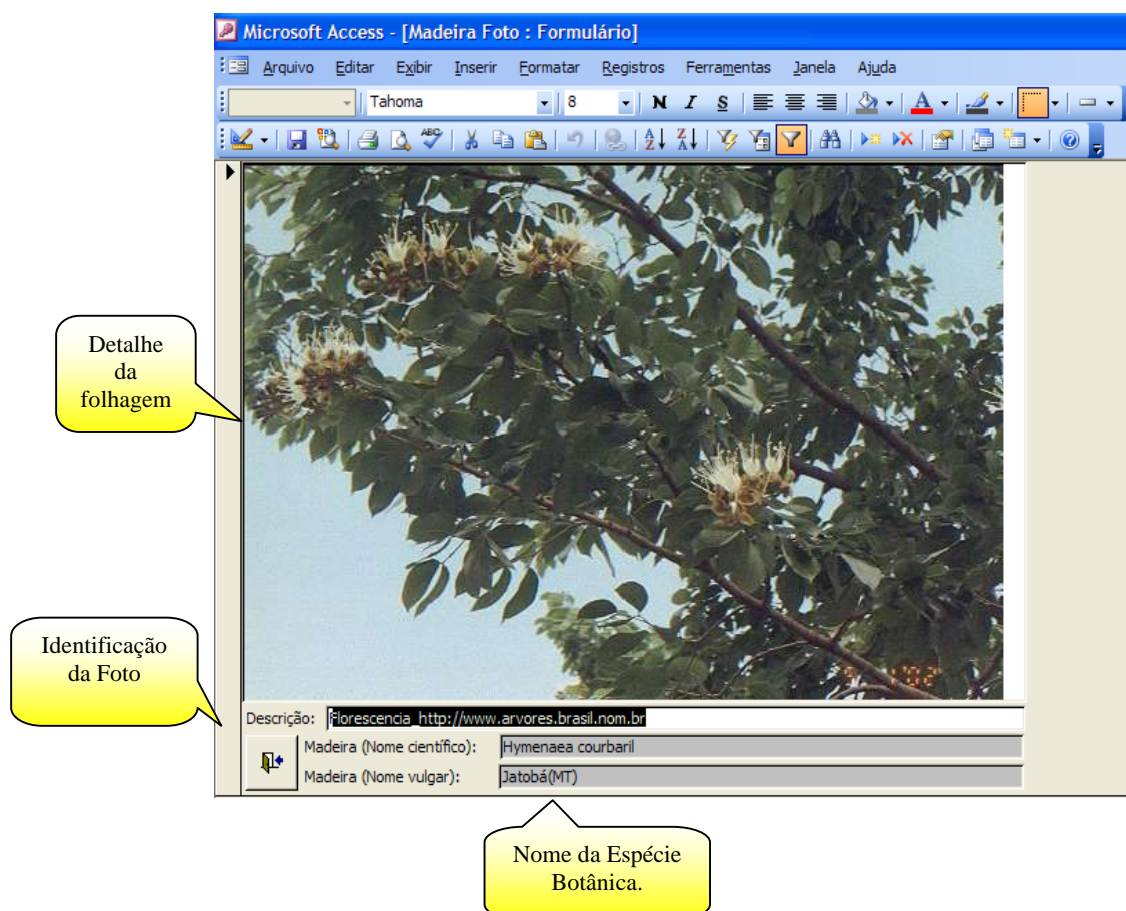 Microsoft Access - [Madeira Foto : Formulário]
Arquivo Editar Exibir Inserir Formatar Registros Ferramentas Janela Ajuda
Tahoma 8 N I S A
ABC A Z Z A
Detalhe
da
folhagem
Identificação
da Foto
Descrição: Florescencia_http://www.arvores.brasil.nom.br
Madeira (Nome científico): Hymenaea courbaril
Madeira (Nome vulgar): Jatobá(MT)
Nome da Espécie
Botânica.